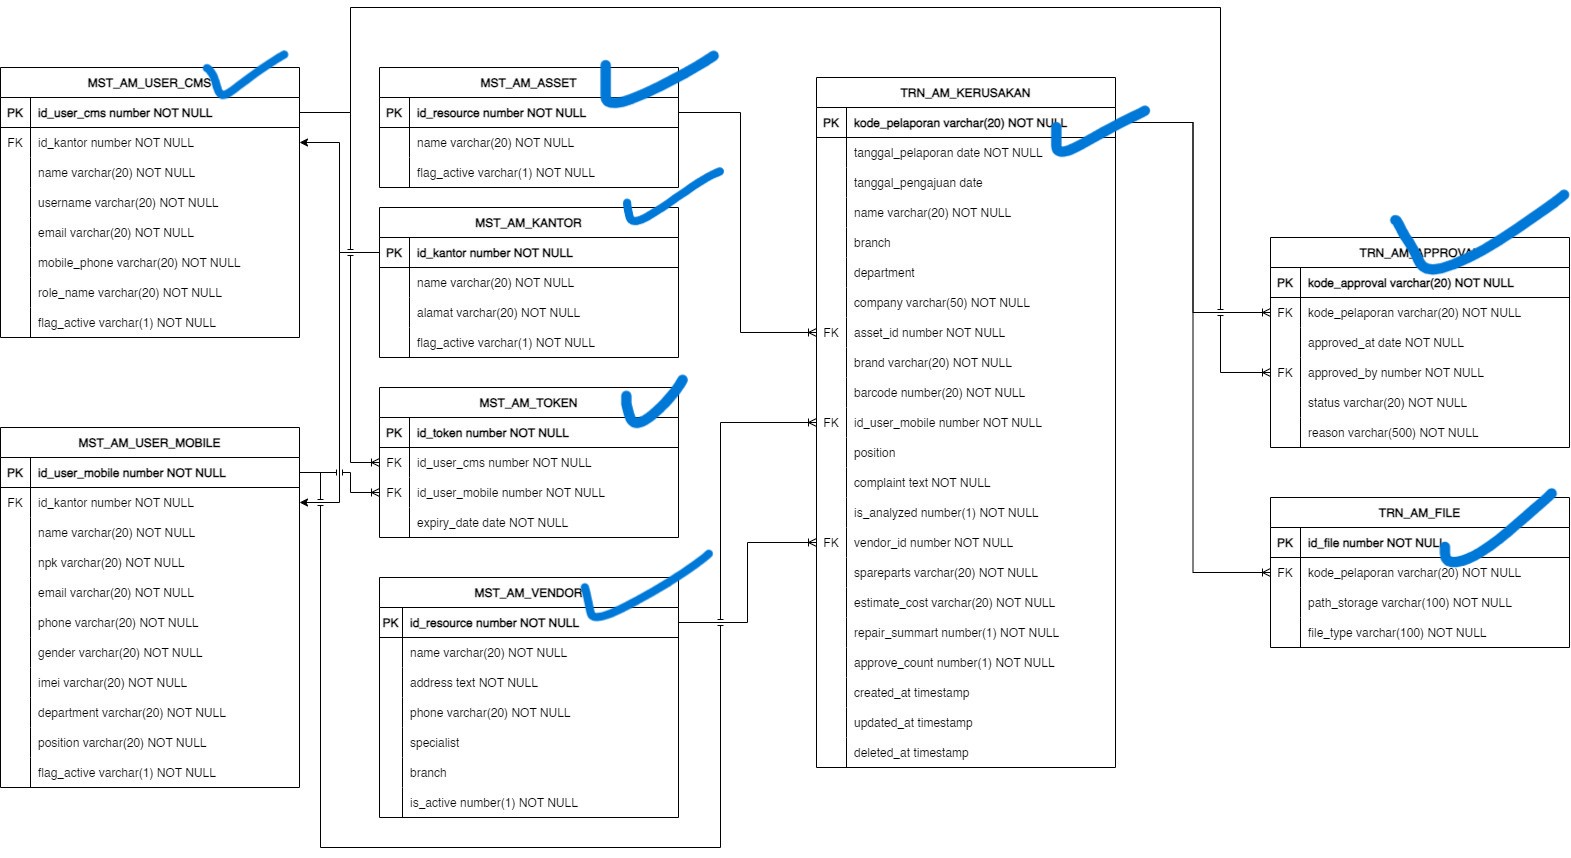 MST_AM_USER_CMS
PK id_user_cms number NOT NULL
FK id_kantor number NOT NULL
name varchar(20) NOT NULL
username varchar(20) NOT NULL
email varchar(20) NOT NULL
mobile_phone varchar(20) NOT NULL
role_name varchar(20) NOT NULL
flag_active varchar(1) NOT NULL
MST_AM_USER_MOBILE
PK id_user_mobile number NOT NULL
FK id_kantor number NOT NULL
name varchar(20) NOT NULL
npk varchar(20) NOT NULL
email varchar(20) NOT NULL
phone varchar(20) NOT NULL
gender varchar(20) NOT NULL
imei varchar(20) NOT NULL
department varchar(20) NOT NULL
position varchar(20) NOT NULL
flag_active varchar(1) NOT NULL
MST_AM_ASSET
PK id_resource number NOT NULL
name varchar(20) NOT NULL
flag_active varchar(1) NOT NULL
MST_AM_KANTOR
PK id_kantor number NOT NULL
name varchar(20) NOT NULL
alamat varchar(20) NOT NULL
flag_active varchar(1) NOT NULL
MST_AM_TOKEN
PK id_token number NOT NULL
FK id_user_cms number NOT NULL
FK id_user_mobile number NOT NULL
expiry_date date NOT NULL
MST_AM_VENDOR
PK id_resource number NOT NULL
name varchar(20) NOT NULL
address text NOT NULL
phone varchar(20) NOT NULL
specialist
branch
is_active number(1) NOT NULL
TRN_AM_KERUSAKAN
PK kode_pelaporan varchar(20) NOT NULL
tanggal_pelaporan date NOT NULL
tanggal_pengajuan date
name varchar(20) NOT NULL
branch
department
company varchar(50) NOT NULL
FK asset_id number NOT NULL
brand varchar(20) NOT NULL
barcode number(20) NOT NULL
FK id_user_mobile number NOT NULL
position
complaint text NOT NULL
is_analyzed number(1) NOT NULL
FK vendor_id number NOT NULL
spareparts varchar(20) NOT NULL
estimate_cost varchar(20) NOT NULL
repair_summart number(1) NOT NULL
approve_count number(1) NOT NULL
created_at timestamp
updated_at timestamp
deleted_at timestamp
TRN_AM_APPROVAL
PK kode_approval varchar(20) NOT NULL
FK kode_pelaporan varchar(20) NOT NULL
approved_at date NOT NULL
FK approved_by number NOT NULL
status varchar(20) NOT NULL
reason varchar(500) NOT NULL
TRN_AM_FILE
PK id_file number NOT NULL
FK kode_pelaporan varchar(20) NOT NULL
path_storage varchar(100) NOT NULL
file_type varchar(100) NOT NULL